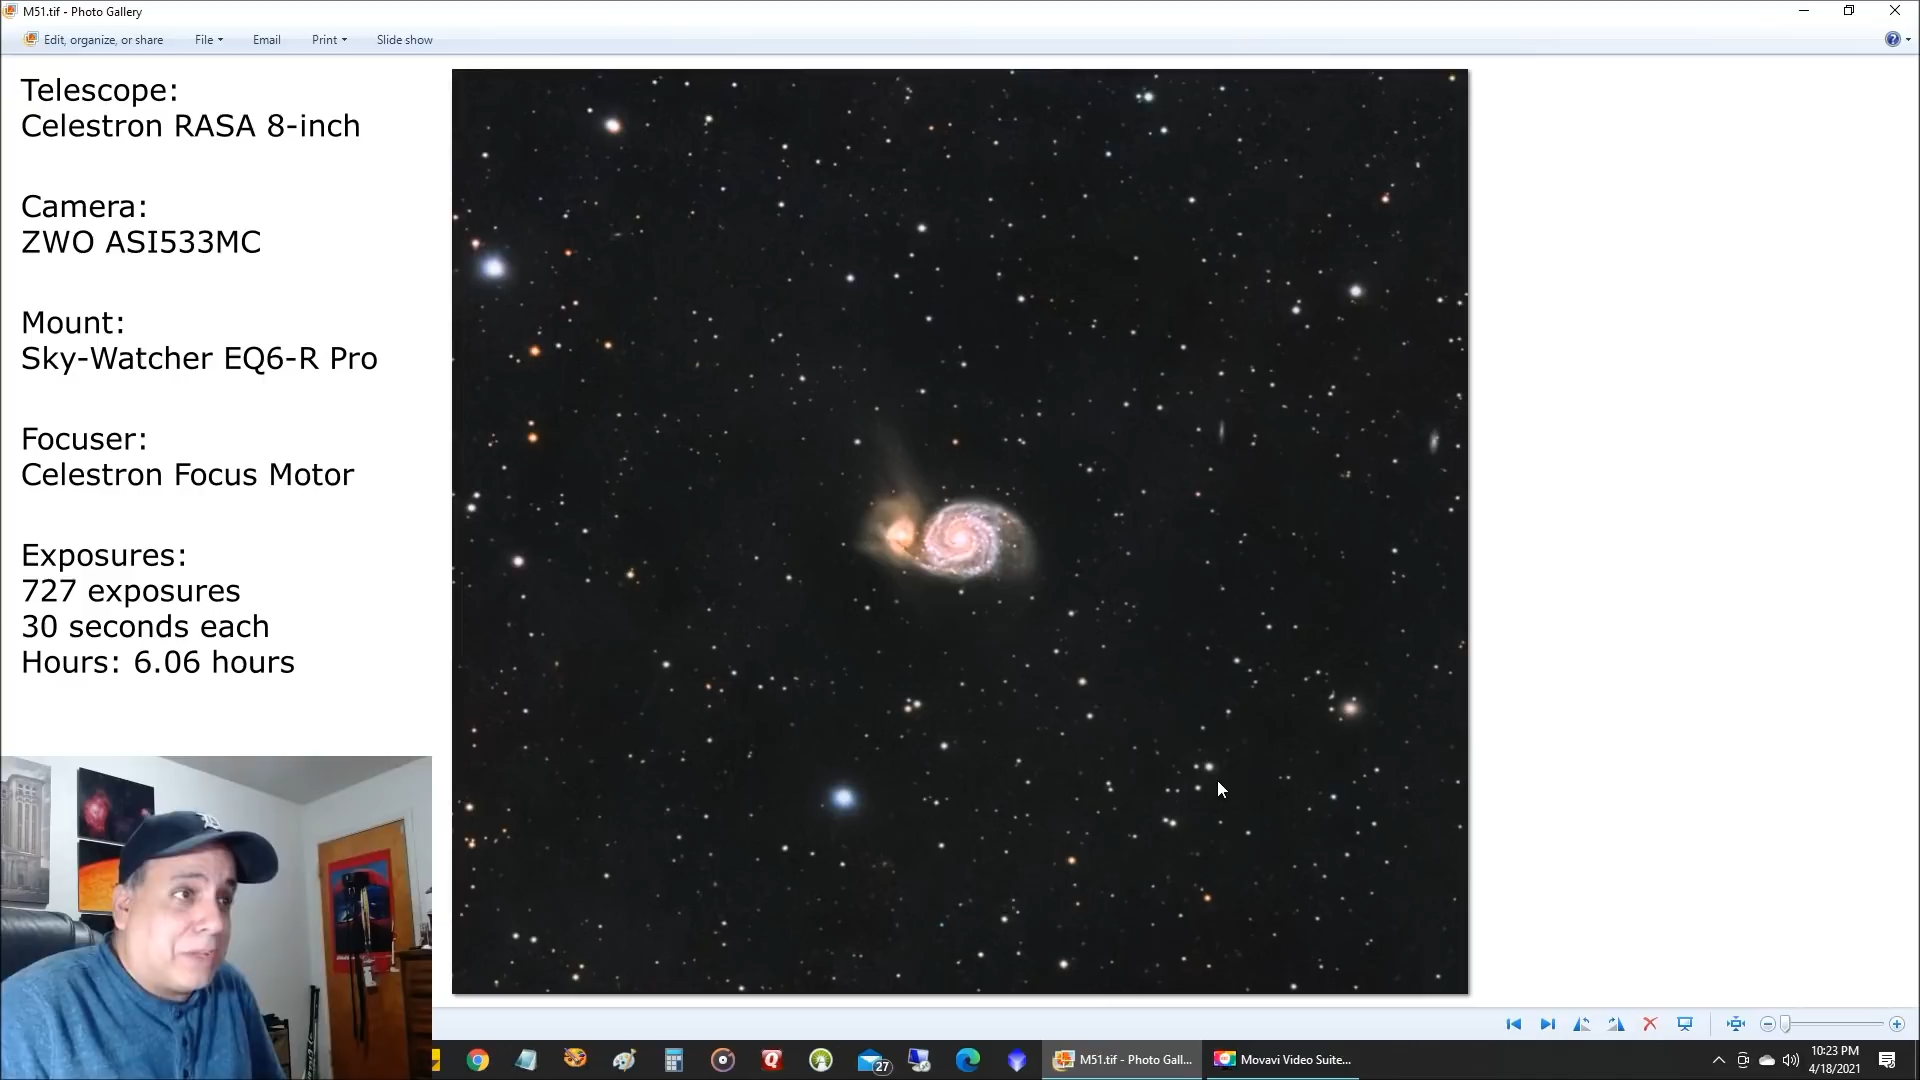 M51.tif - Photo Gallery
Edit, organize, or share File Email Print Slide show
Telescope:
Celestron RASA 8-inch
Camera:
ZWO ASI533MC
Mount:
Sky-Watcher EQ6-R Pro
Focuser:
Celestron Focus Motor
Exposures:
727 exposures
30 seconds each
Hours: 6.06 hours
27
M51.tif - Photo Gall...
Movavi Video Suite...
10:23 PM
4/18/2021